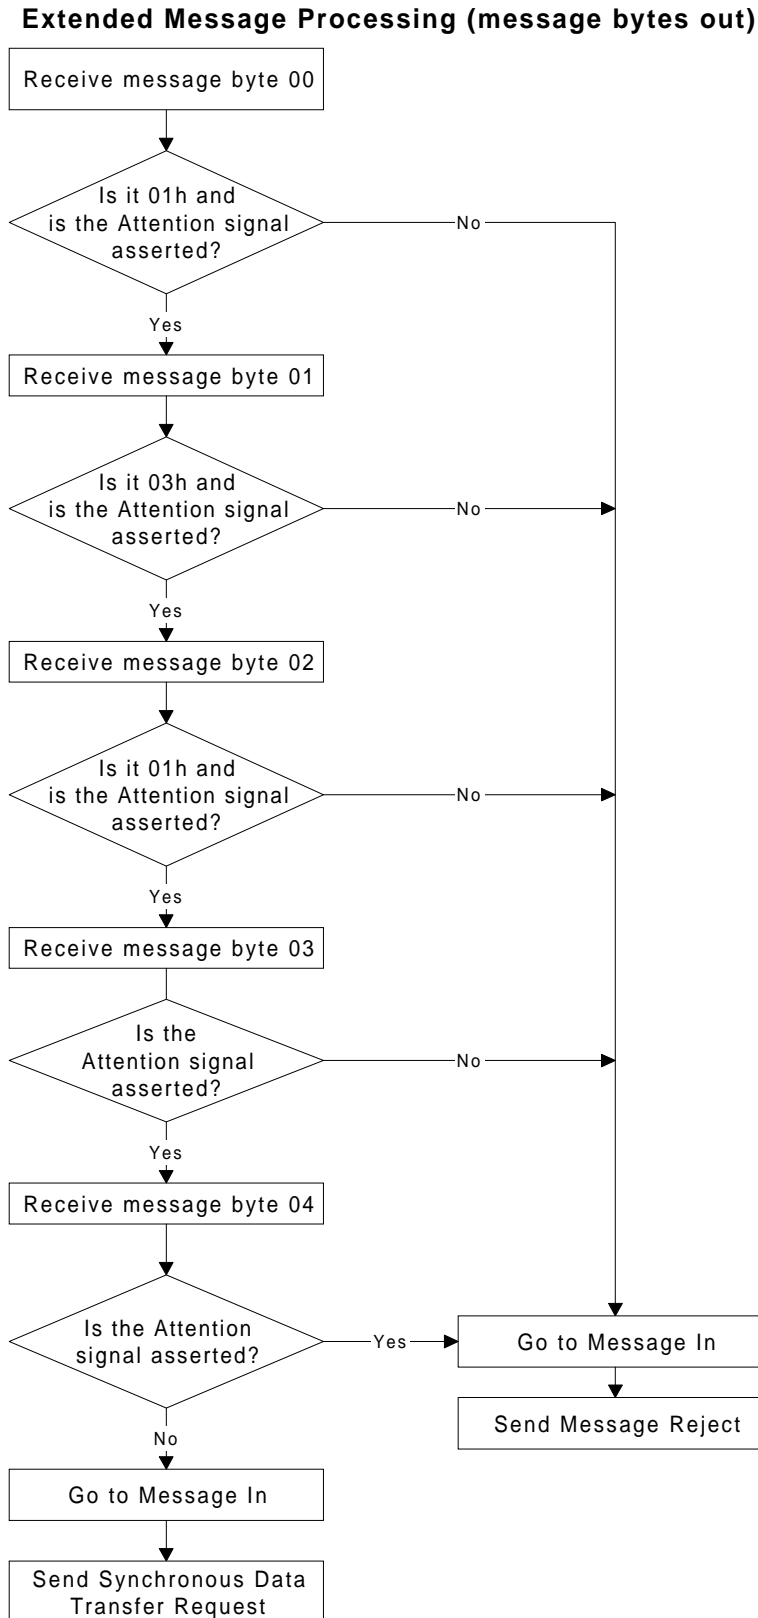 Extended Message Processing (message bytes out)
Receive message byte 00
Is it 01h and
is the Attention signal
asserted?
No
Yes
Receive message byte 01
Is it 03h and
is the Attention signal
asserted?
No
Yes
Receive message byte 02
Is it 01h and
is the Attention signal
asserted?
No
Yes
Receive message byte 03
Is the
Attention signal
asserted?
No
Yes
Receive message byte 04
Is the Attention
signal asserted?
Yes
Go to Message In
Send Message Reject
No
Go to Message In
Send Synchronous Data
Transfer Request